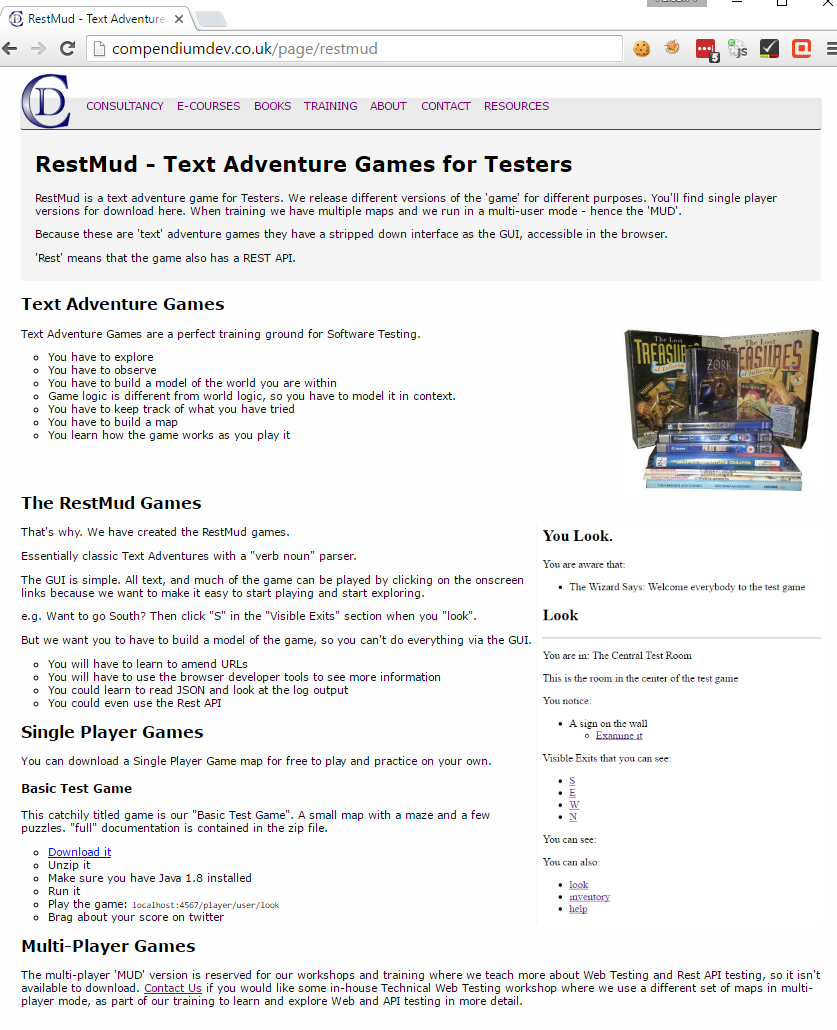 RestMud - Text Adventure
compendiumdev.co.uk/page/restmud
5
js
CD
CONSULTANCY E-COURSES BOOKS TRAINING ABOUT CONTACT RESOURCES
RestMud - Text Adventure Games for Testers
RestMud is a text adventure game for Testers. We release different versions of the 'game' for different purposes. You'll find single player
versions for download here. When training we have multiple maps and we run in a multi-user mode - hence the 'MUD'.
Because these are 'text' adventure games they have a stripped down interface as the GUI, accessible in the browser.
'Rest' means that the game also has a REST API.
Text Adventure Games
Text Adventure Games are a perfect training ground for Software Testing.
You have to explore
You have to observe
You have to build a model of the world you are within
Game logic is different from world logic, so you have to model it in context.
You have to keep track of what you have tried
You have to build a map
You learn how the game works as you play it
The Lost
TREASURES
ZORK
The Lost
TREASURES
The RestMud Games
That's why. We have created the RestMud games.
Essentially classic Text Adventures with a "verb noun" parser.
The GUI is simple. All text, and much of the game can be played by clicking on the onscreen
links because we want to make it easy to start playing and start exploring.
e.g. Want to go South? Then click "S" in the "Visible Exits" section when you "look".
But we want you to have to build a model of the game, so you can't do everything via the GUI.
You will have to learn to amend URLs
You will have to use the browser developer tools to see more information
You could learn to read JSON and look at the log output
You could even use the Rest API
You Look.
You are aware that:
The Wizard Says: Welcome everybody to the test game
Look
You are in: The Central Test Room
This is the room in the center of the test game
You notice:
A sign on the wall
Examine it
Visible Exits that you can see:
S
E
W
N
You can see:
You can also:
look
inventory
help
Single Player Games
You can download a Single Player Game map for free to play and practice on your own.
Basic Test Game
This catchily titled game is our "Basic Test Game". A small map with a maze and a few
puzzles. "full" documentation is contained in the zip file.
Download it
Unzip it
Make sure you have Java 1.8 installed
Run it
Play the game: localhost:4567/player/user/look
Brag about your score on twitter
Multi-Player Games
The multi-player 'MUD' version is reserved for our workshops and training where we teach more about Web Testing and Rest API testing, so it isn't
available to download. Contact Us if you would like some in-house Technical Web Testing workshop where we use a different set of maps in multi-
player mode, as part of our training to learn and explore Web and API testing in more detail.